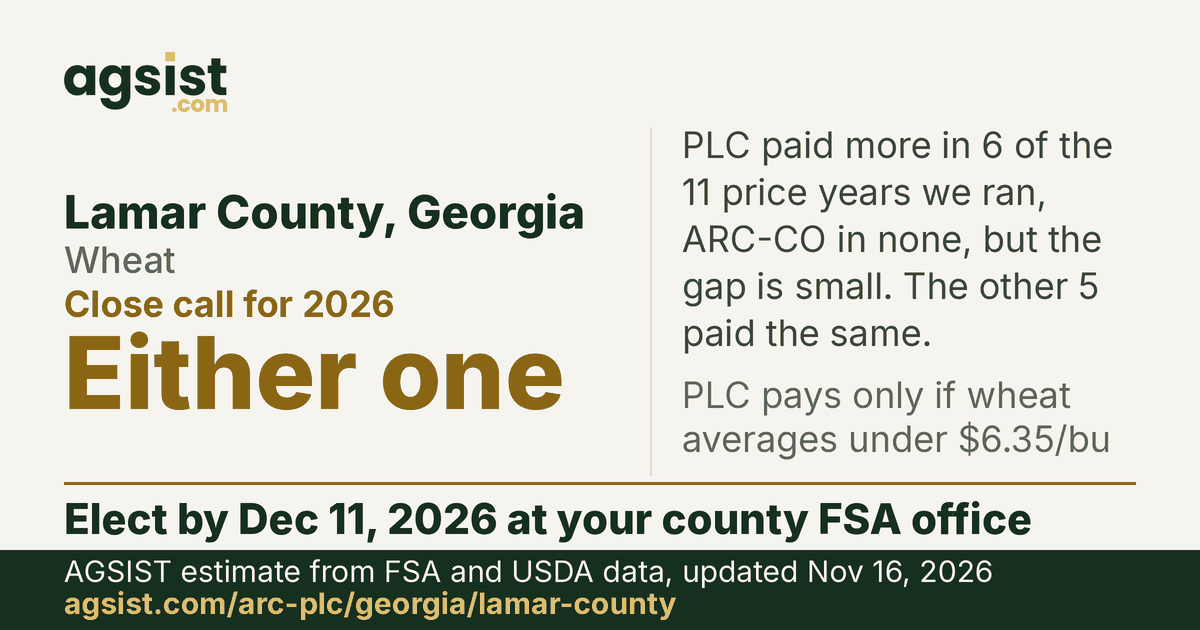 agsist
.com
Lamar County, Georgia
Wheat
Close call for 2026
Either one
PLC paid more in 6 of the
11 price years we ran,
ARC-CO in none, but the
gap is small. The other 5
paid the same.
PLC pays only if wheat
averages under $6.35/bu
Elect by Dec 11, 2026 at your county FSA office
AGSIST estimate from FSA and USDA data, updated Nov 16, 2026
agsist.com/arc-plc/georgia/lamar-county